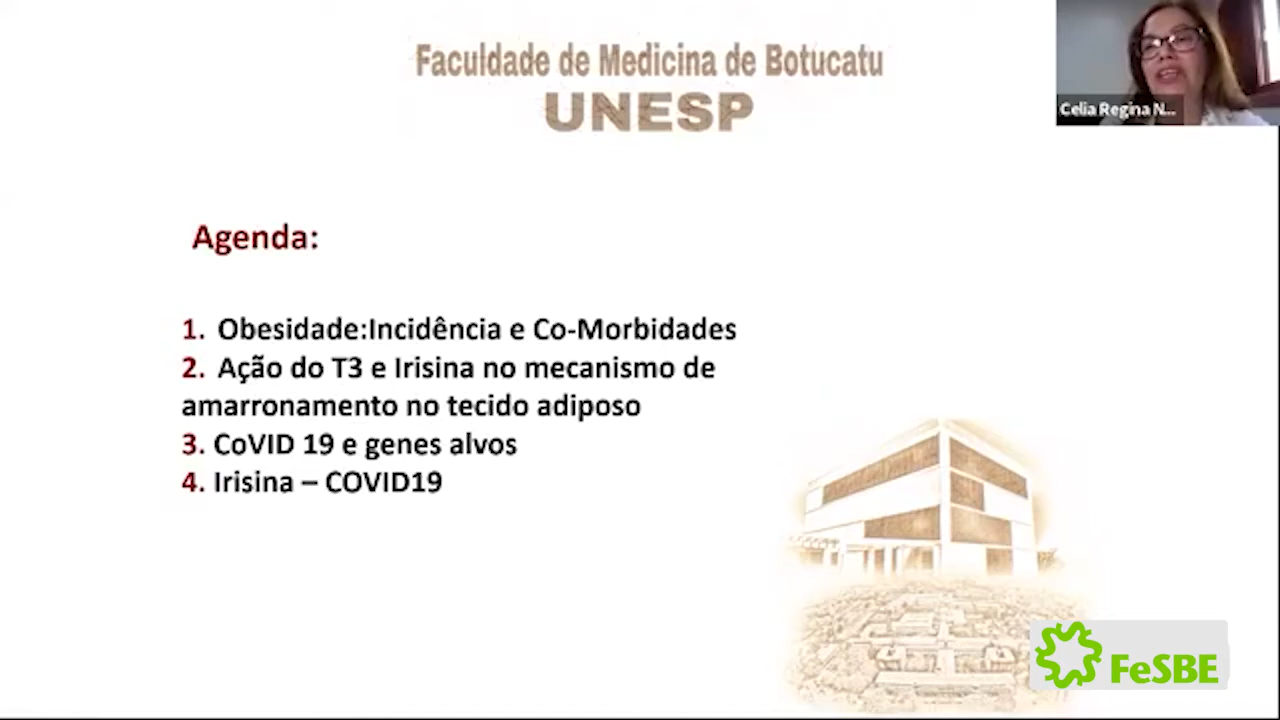 Faculdade de Medicina de Botucatu
UNESP
Celia Regina N...
Agenda:
1. Obesidade:Incidência e Co-Morbidades
2. Ação do T3 e Irisina no mecanismo de
amarronamento no tecido adiposo
3. CoVID 19 e genes alvos
4. Irisina – COVID19
FeSBE